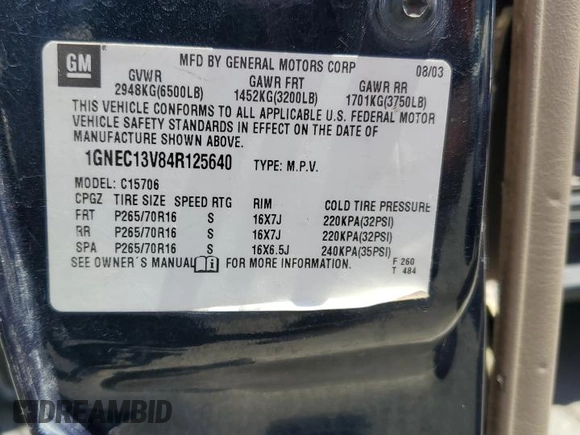 GM
MFD BY GENERAL MOTORS CORP 08/03
GVWR GAWR FRT GAWR RR
2948KG(6500LB) 1452KG(3200LB) 1701KG(3750LB)
THIS VEHICLE CONFORMS TO ALL APPLICABLE U.S. FEDERAL MOTOR
VEHICLE SAFETY STANDARDS IN EFFECT ON THE DATE OF
MANUFACTURE SHOWN ABOVE.
1GNEC13V84R125640 TYPE: M.P.V.
MODEL: C15706
CPGZ TIRE SIZE SPEED RTG RIM COLD TIRE PRESSURE
FRT P265/70R16 S 16X7J 220KPA(32PSI)
RR P265/70R16 S 16X7J 220KPA(32PSI)
SPA P265/70R16 S 16X6.5J 240KPA(35PSI)
SEE OWNER'S MANUAL FOR MORE INFORMATION. F 260
T 484
DREAMBID